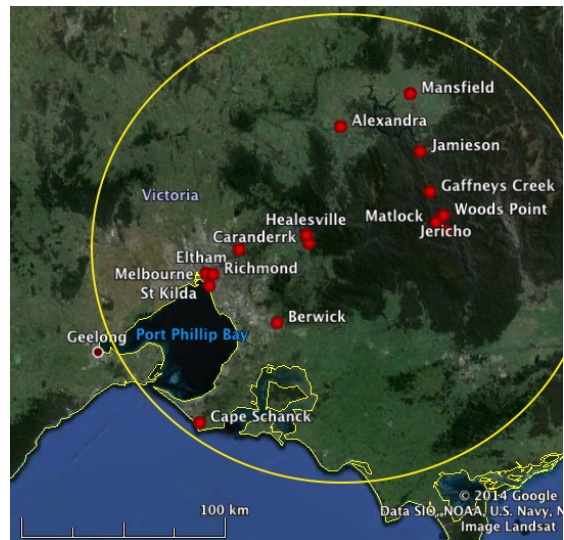 Mansfield
Alexandra
Jamieson
Gaffneys Creek
Victoria
Healesville
Matlock
Woods Point
Caranderrk
Jericho
Eltham
Melbourne
Richmond
St Kilda
Berwick
Geelong
Port Phillip Bay
Cape Schanck
100 km
© 2014 Google
Data SIO, NOAA, U.S. Navy, N
Image Landsat